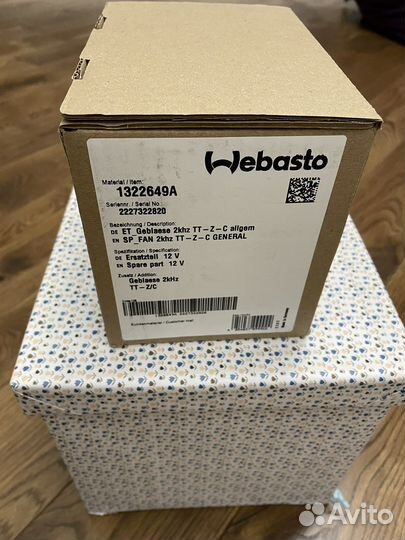 Webasto
Material / Item:
1322649A
Seriennr. / Serial No.:
2227322820
Bezeichnung / Description:
DE ET_Geblaese 2khz TT-Z-C allgem
EN SP_FAN 2khz TT-Z-C GENERAL
Spezifikation / Specification:
DE Ersatzteil 12 V
EN Spare part 12 V
Zusatz / Addition:
Geblaese 2kHz
TT-Z/C
Avito